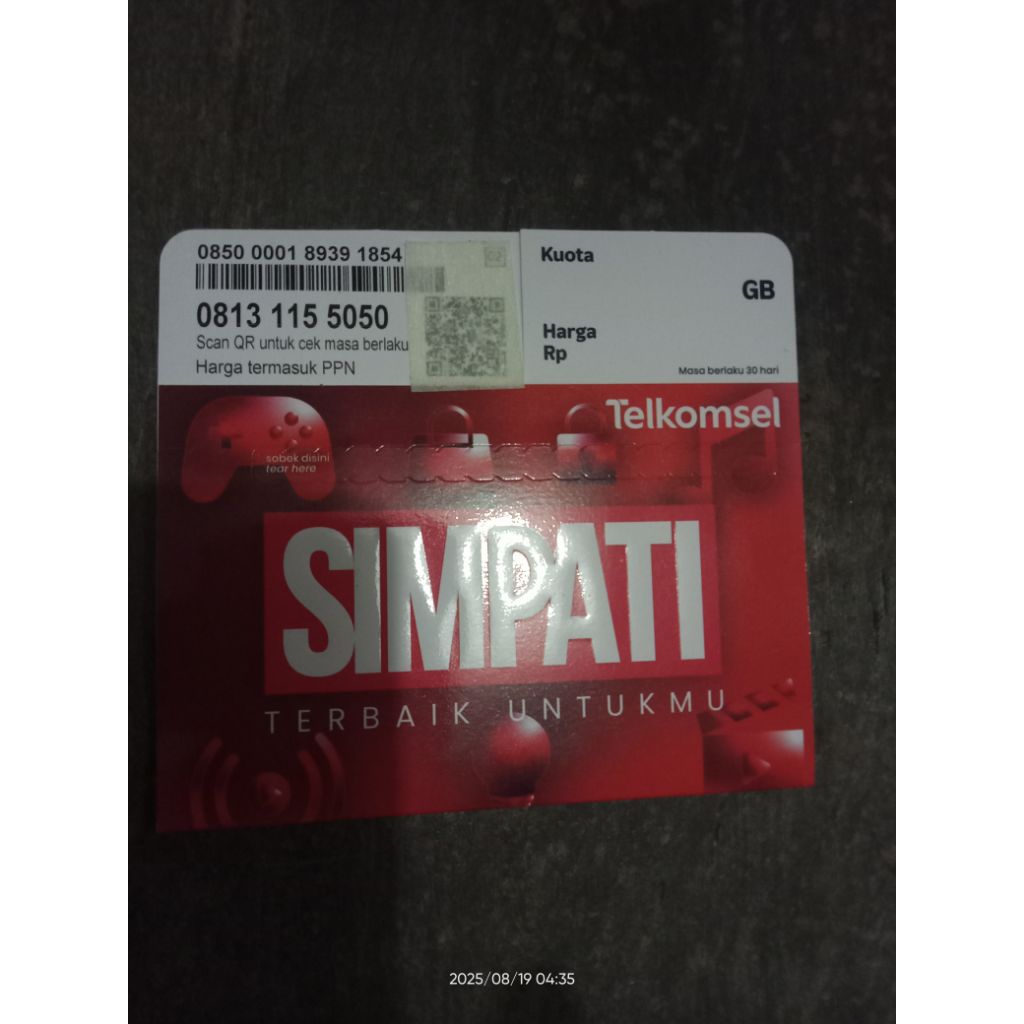 0850 0001 8939 1854
0813 115 5050
Scan QR untuk cek masa berlaku
Harga termasuk PPN
02
Kuota
GB
Harga
Rp
Masa berlaku 30 hari
Telkomsel
sobek disini
tear here
SIMPATI
TERBAIK UNTUKMU
2025/08/19 04:35